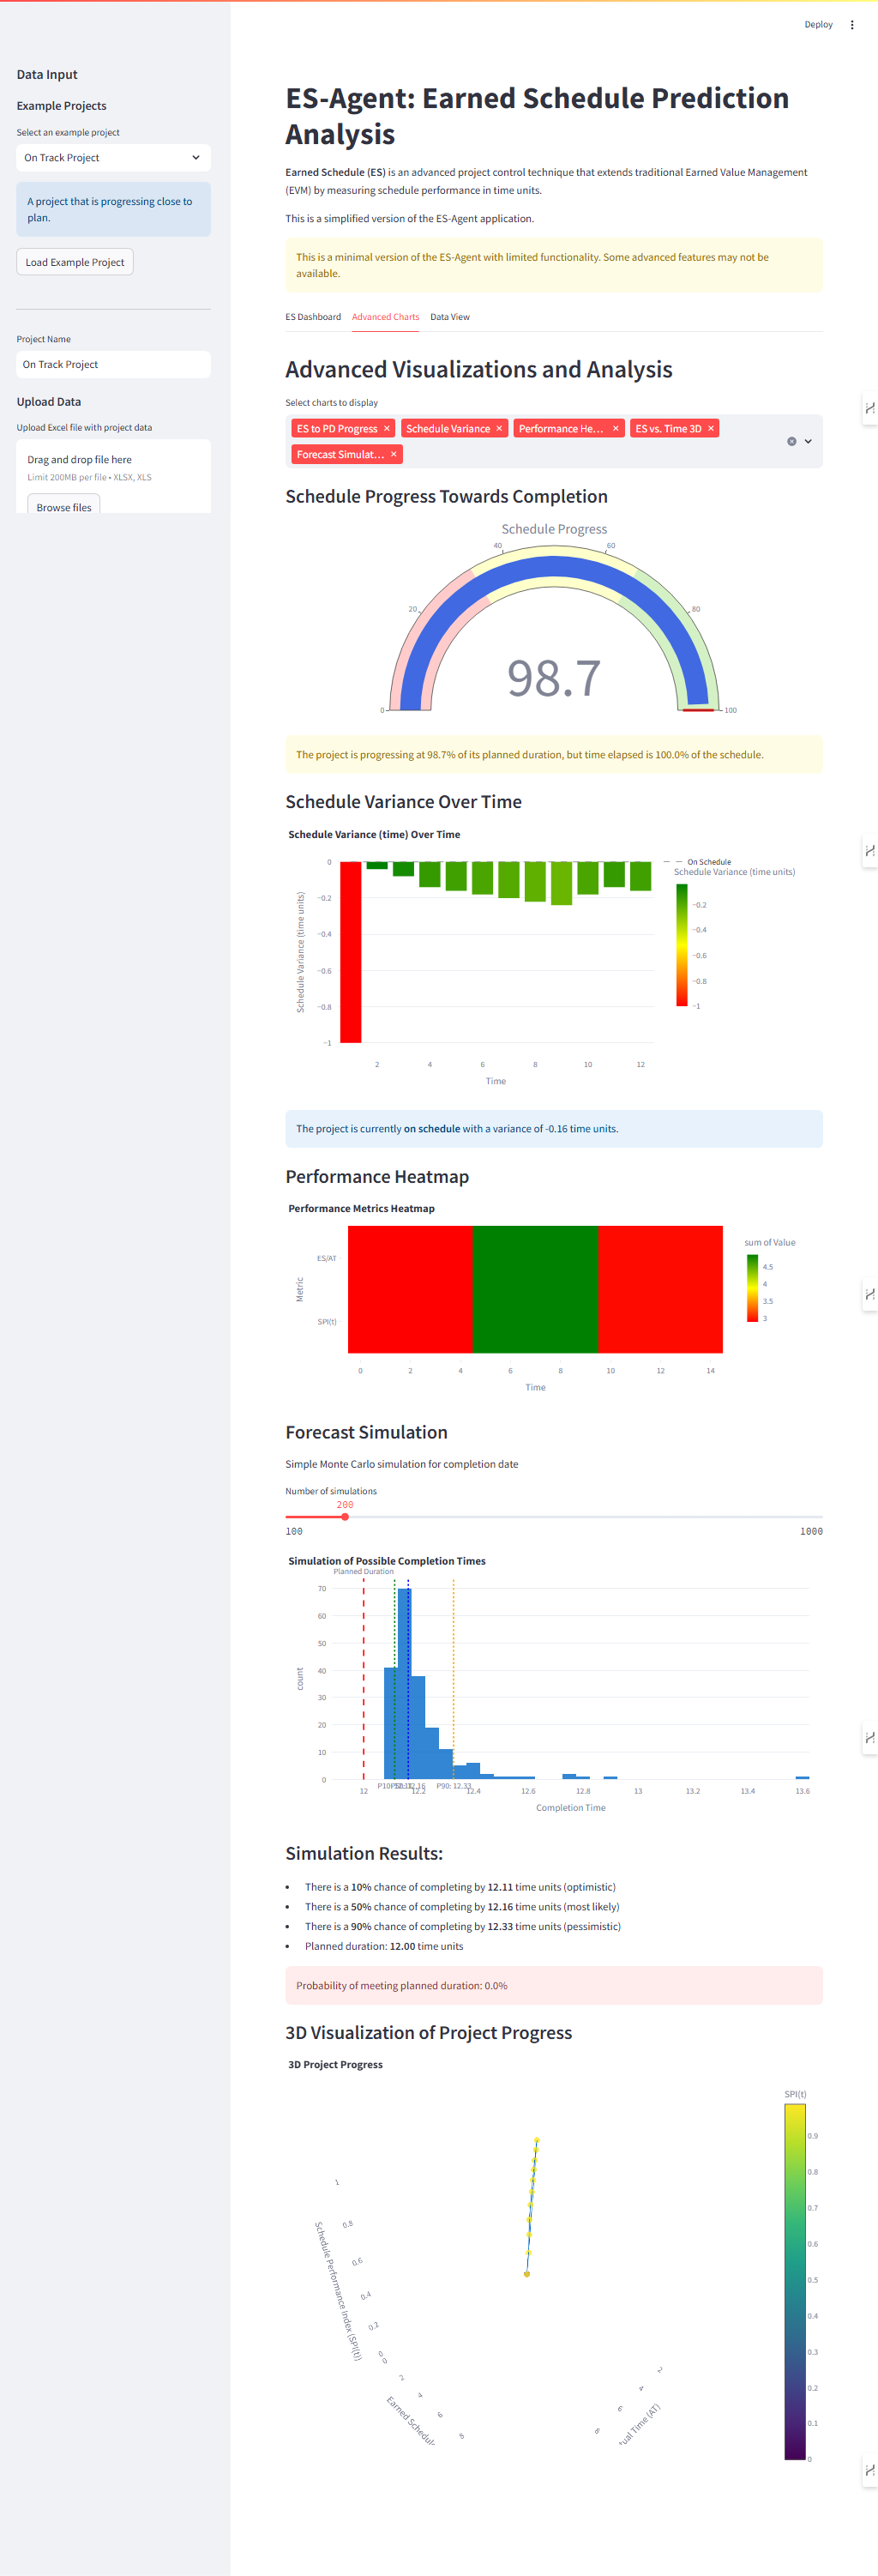 Deploy
Data Input
Example Projects
Select an example project
On Track Project
A project that is progressing close to
plan.
Load Example Project
Project Name
On Track Project
Upload Data
Upload Excel file with project data
Drag and drop file here
Limit 200MB per file • XLSX, XLS
Browse files
ES-Agent: Earned Schedule Prediction
Analysis
Earned Schedule (ES) is an advanced project control technique that extends traditional Earned Value Management
(EVM) by measuring schedule performance in time units.
This is a simplified version of the ES-Agent application.
This is a minimal version of the ES-Agent with limited functionality. Some advanced features may not be
available.
ES Dashboard Advanced Charts Data View
Advanced Visualizations and Analysis
Select charts to display
ES to PD Progress × Schedule Variance × Performance He... × ES vs. Time 3D ×
Forecast Simulat... ×
Schedule Progress Towards Completion
Schedule Progress
40 60
20 80
98.7
0 100
The project is progressing at 98.7% of its planned duration, but time elapsed is 100.0% of the schedule.
Schedule Variance Over Time
Schedule Variance (time) Over Time
On Schedule
Schedule Variance (time units)
0
−0.2
−0.4
−0.6
−0.8
−1
Schedule Variance (time units)
−0.2
−0.4
−0.6
−0.8
−1
2 4 6 8 10 12
Time
The project is currently on schedule with a variance of -0.16 time units.
Performance Heatmap
Performance Metrics Heatmap
sum of Value
4.5
4
3.5
3
ES/AT
SPI(t)
Metric
0 2 4 6 8 10 12 14
Time
Forecast Simulation
Simple Monte Carlo simulation for completion date
Number of simulations
200
100 1000
Simulation of Possible Completion Times
Planned Duration
70
60
50
40
30
20
10
0
count
P90: 12.33
12 12.2 12.4 12.6 12.8 13 13.2 13.4 13.6
Completion Time
Simulation Results:
• There is a 10% chance of completing by 12.11 time units (optimistic)
• There is a 50% chance of completing by 12.16 time units (most likely)
• There is a 90% chance of completing by 12.33 time units (pessimistic)
• Planned duration: 12.00 time units
Probability of meeting planned duration: 0.0%
3D Visualization of Project Progress
3D Project Progress
SPI(t)
0.9
0.8
0.7
0.6
0.5
0.4
0.3
0.2
0.1
0
1
0.8
0.6
0.4
0.2
0
Schedule Performance Index (SPI(t))
0
2
4
6
8
Earned Schedul
2
4
6
8
tual Time (AT)